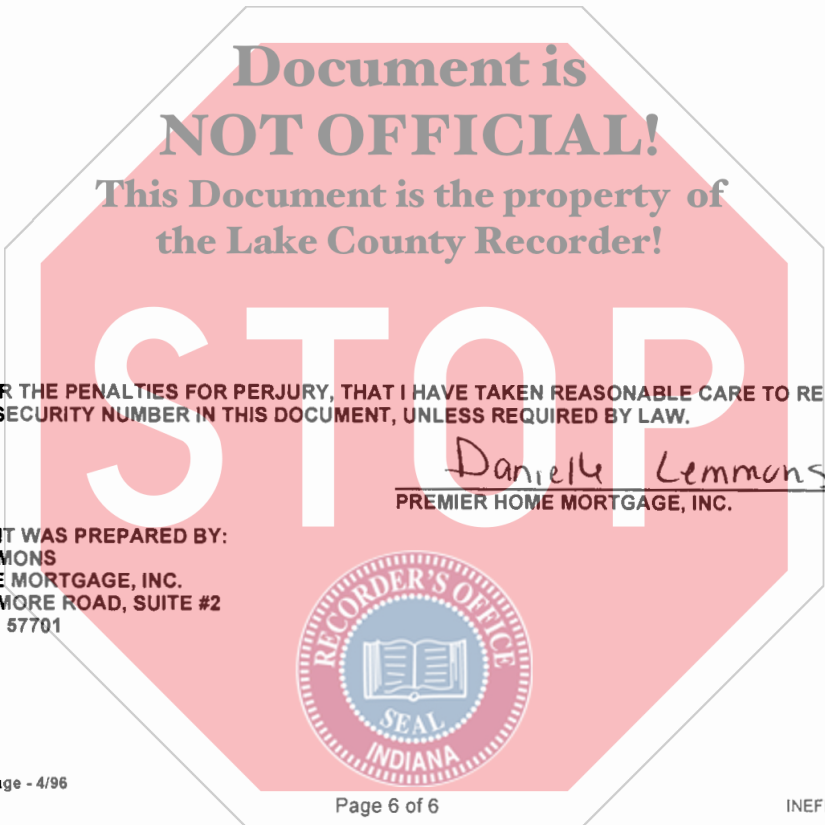 Document is
NOT OFFICIAL!
This Document is the property of
the Lake County Recorder!
STOP
R THE PENALTIES FOR PERJURY, THAT I HAVE TAKEN REASONABLE CARE TO RE
SECURITY NUMBER IN THIS DOCUMENT, UNLESS REQUIRED BY LAW.
Danielle Lemmons
PREMIER HOME MORTGAGE, INC.
T WAS PREPARED BY:
MONS
E MORTGAGE, INC.
MORE ROAD, SUITE #2
57701
RECORDER'S OFFICE
SEAL
INDIANA
ge - 4/96
Page 6 of 6
INEF